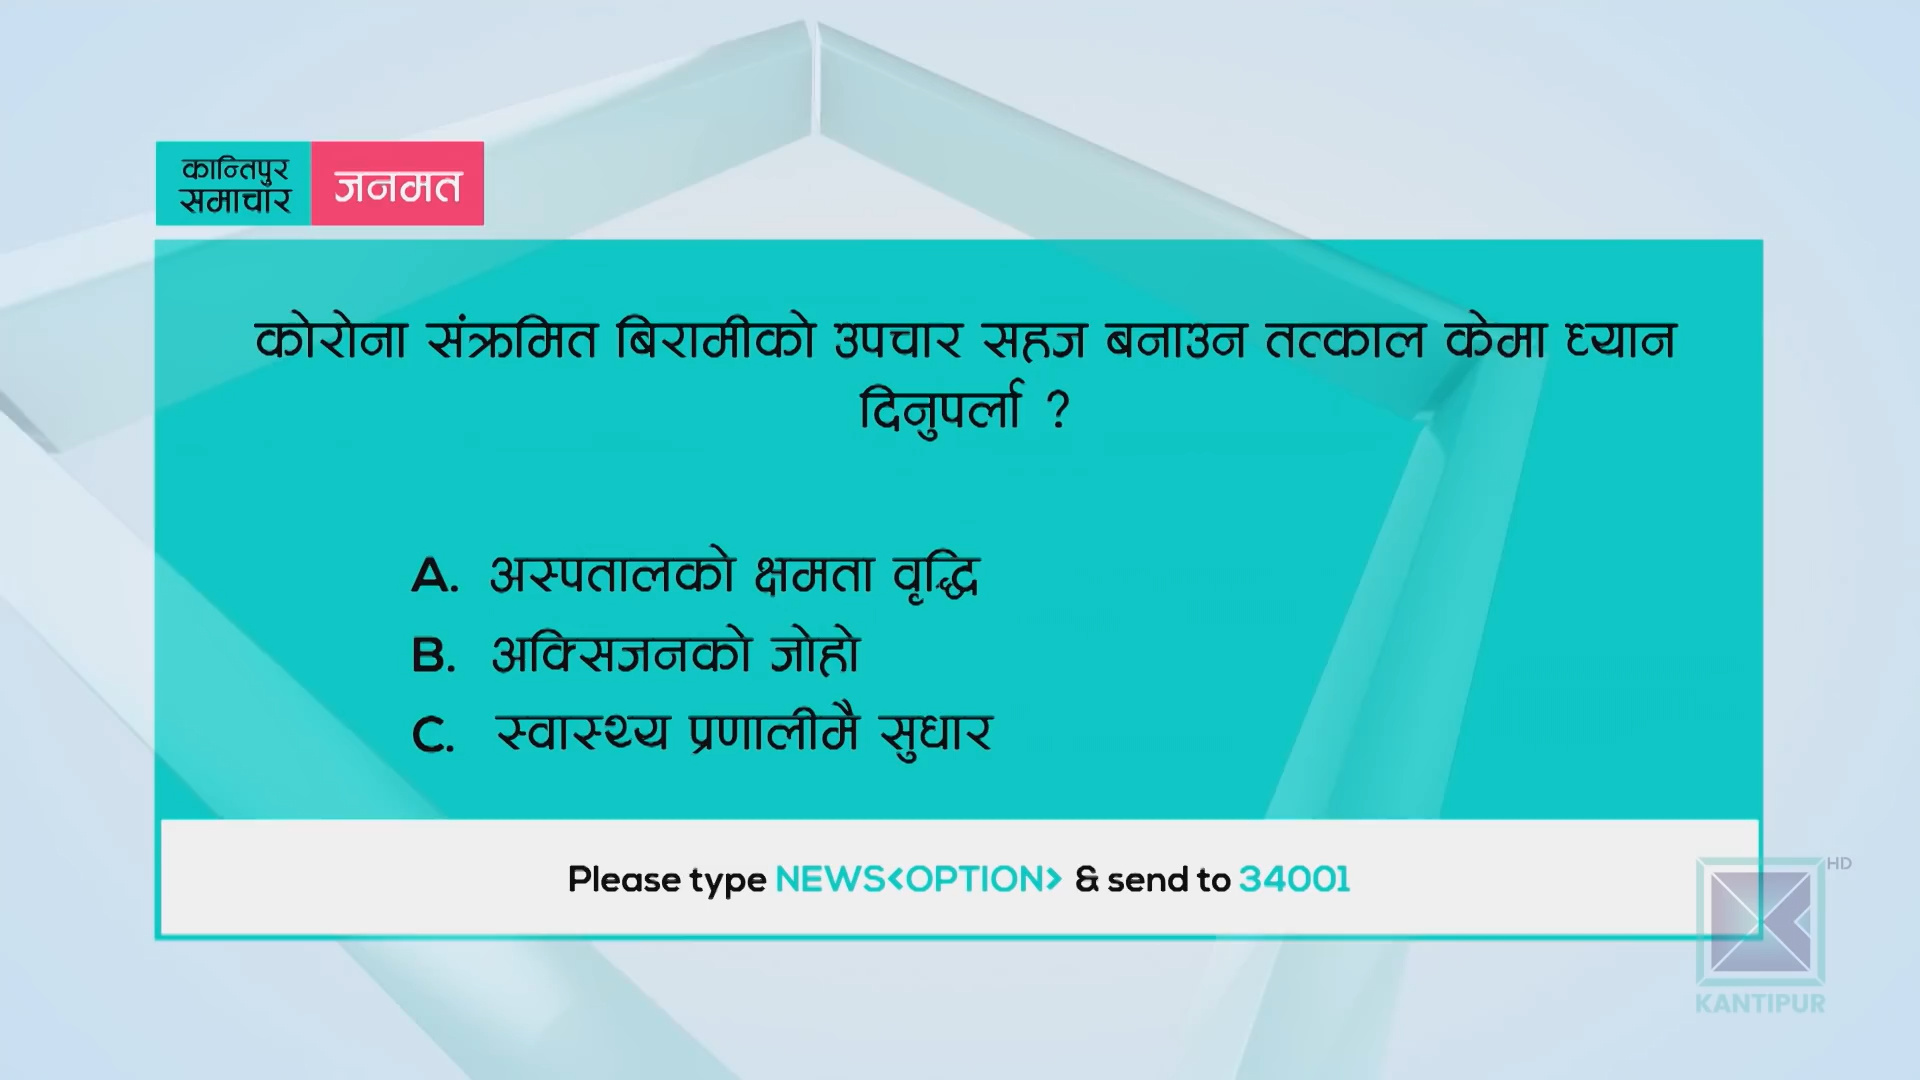 कान्तिपुर
समाचार
जनमत
कोरोना संक्रमित बिरामीको उपचार सहज बनाउन तत्काल केमा ध्यान
दिनुपर्ला ?
A. अस्पतालको क्षमता वृद्धि
B. अक्सिजनको जोहो
C. स्वास्थ्य प्रणालीमै सुधार
Please type NEWS<OPTION> & send to 34001
HD
KANTIPUR